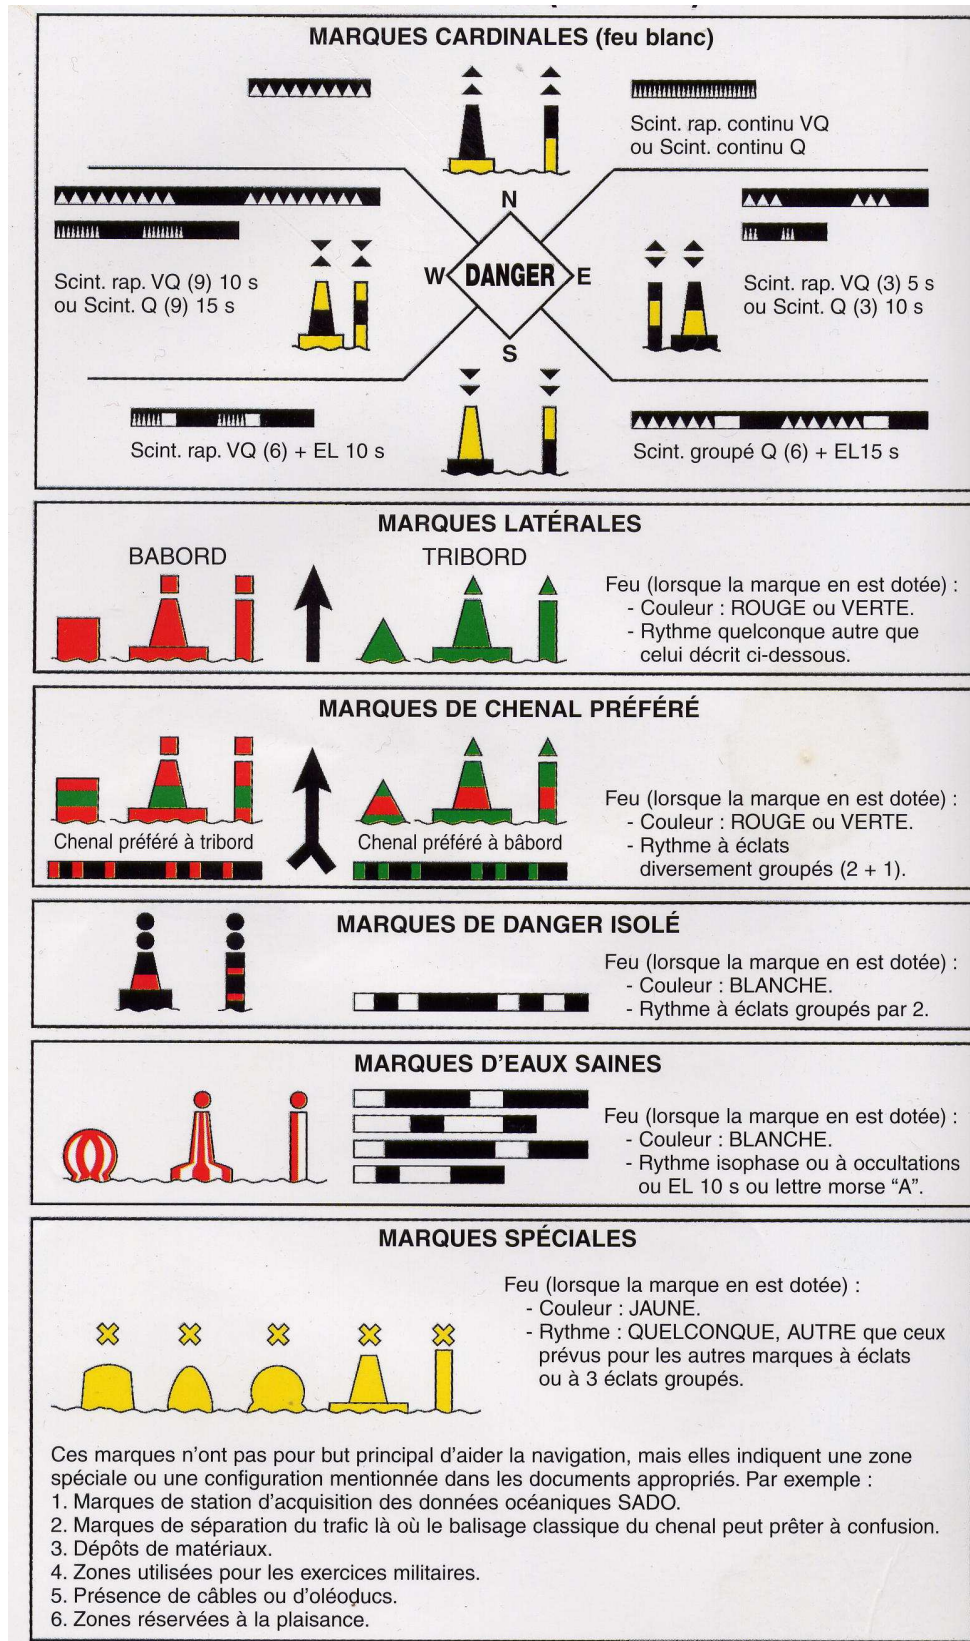 MARQUES CARDINALES (feu blanc)
Scint. rap. continu VQ
ou Scint. continu Q
N
Scint. rap. VQ (9) 10 s
ou Scint. Q (9) 15 s
W DANGER E
Scint. rap. VQ (3) 5 s
ou Scint. Q (3) 10 s
S
Scint. rap. VQ (6) + EL 10 s
Scint. groupé Q (6) + EL15 s
MARQUES LATÉRALES
BABORD
TRIBORD
Feu (lorsque la marque en est dotée) :
- Couleur : ROUGE ou VERTE.
- Rythme quelconque autre que
celui décrit ci-dessous.
MARQUES DE CHENAL PRÉFÉRÉ
Chenal préféré à tribord
Chenal préféré à bâbord
Feu (lorsque la marque en est dotée) :
- Couleur : ROUGE ou VERTE.
- Rythme à éclats
diversement groupés (2 + 1).
MARQUES DE DANGER ISOLÉ
Feu (lorsque la marque en est dotée) :
- Couleur : BLANCHE.
- Rythme à éclats groupés par 2.
MARQUES D'EAUX SAINES
Feu (lorsque la marque en est dotée) :
- Couleur : BLANCHE.
- Rythme isophase ou à occultations
ou EL 10 s ou lettre morse “A”.
MARQUES SPÉCIALES
Feu (lorsque la marque en est dotée) :
- Couleur : JAUNE.
- Rythme : QUELCONQUE, AUTRE que ceux
prévus pour les autres marques à éclats
ou à 3 éclats groupés.
Ces marques n'ont pas pour but principal d'aider la navigation, mais elles indiquent une zone
spéciale ou une configuration mentionnée dans les documents appropriés. Par exemple :
1. Marques de station d'acquisition des données océaniques SADO.
2. Marques de séparation du trafic là où le balisage classique du chenal peut prêter à confusion.
3. Dépôts de matériaux.
4. Zones utilisées pour les exercices militaires.
5. Présence de câbles ou d'oléoducs.
6. Zones réservées à la plaisance.